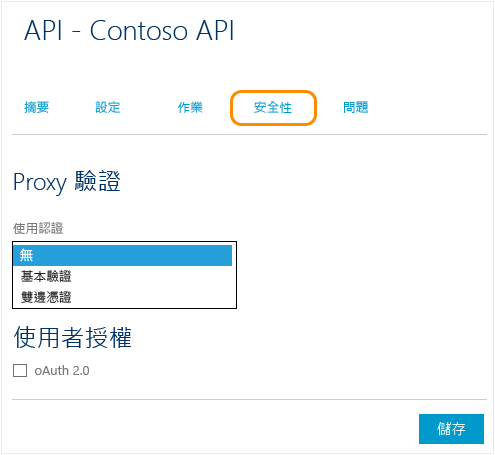 API - Contoso API
摘要 設定 作業 安全性 問題
Proxy 驗證
使用認證
無
基本驗證
雙邊憑證
使用者授權
oAuth 2.0
儲存